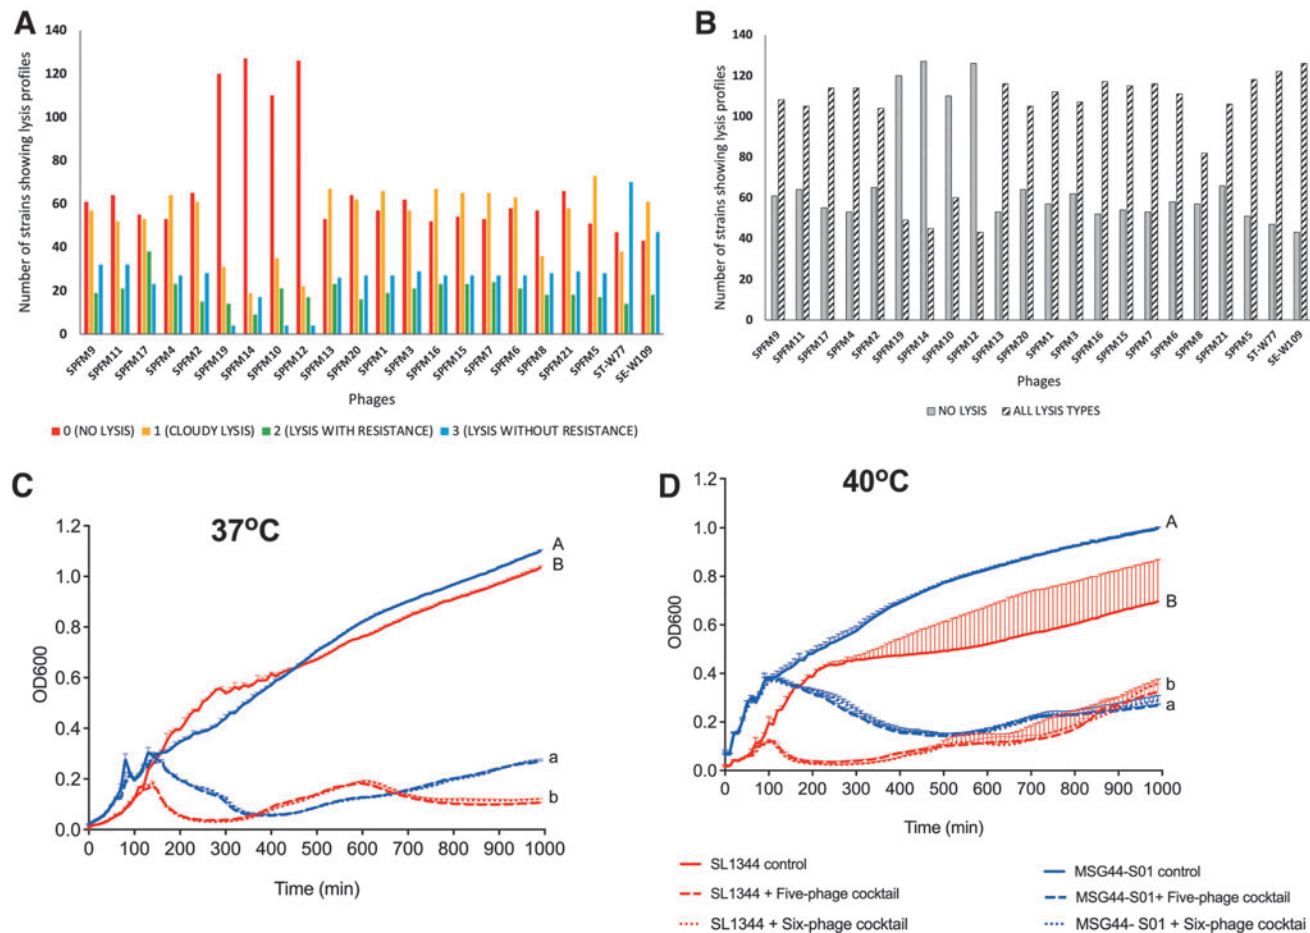 A
Number of strains showing lysis profiles
140
120
100
80
60
40
20
0
SPFM9
SPFM11
SPFM17
SPFM4
SPFM2
SPFM19
SPFM14
SPFM10
SPFM12
SPFM13
SPFM20
SPFM1
SPFM3
SPFM16
SPFM15
SPFM7
SPFM6
SPFM8
SPFM21
SPFM5
ST-W77
SE-W109
Phages
0 (NO LYSIS) 1 (CLOUDY LYSIS) 2 (LYSIS WITH RESISTANCE) 3 (LYSIS WITHOUT RESISTANCE)
B
Number of strains showing lysis profiles
140
120
100
80
60
40
20
0
SPFM9
SPFM11
SPFM17
SPFM4
SPFM2
SPFM19
SPFM14
SPFM10
SPFM12
SPFM13
SPFM20
SPFM1
SPFM3
SPFM16
SPFM15
SPFM7
SPFM6
SPFM8
SPFM21
SPFM5
ST-W77
SE-W109
Phages
NO LYSIS ALL LYSIS TYPES
C
37°C
OD600
1.2
1.0
0.8
0.6
0.4
0.2
0.0
A
B
a
b
0 100 200 300 400 500 600 700 800 900 1000
Time (min)
D
40°C
OD600
1.2
1.0
0.8
0.6
0.4
0.2
0.0
A
B
b
a
0 100 200 300 400 500 600 700 800 900 1000
Time (min)
SL1344 control
SL1344 + Five-phage cocktail
SL1344 + Six-phage cocktail
MSG44-S01 control
MSG44-S01+ Five-phage cocktail
MSG44- S01 + Six-phage cocktai